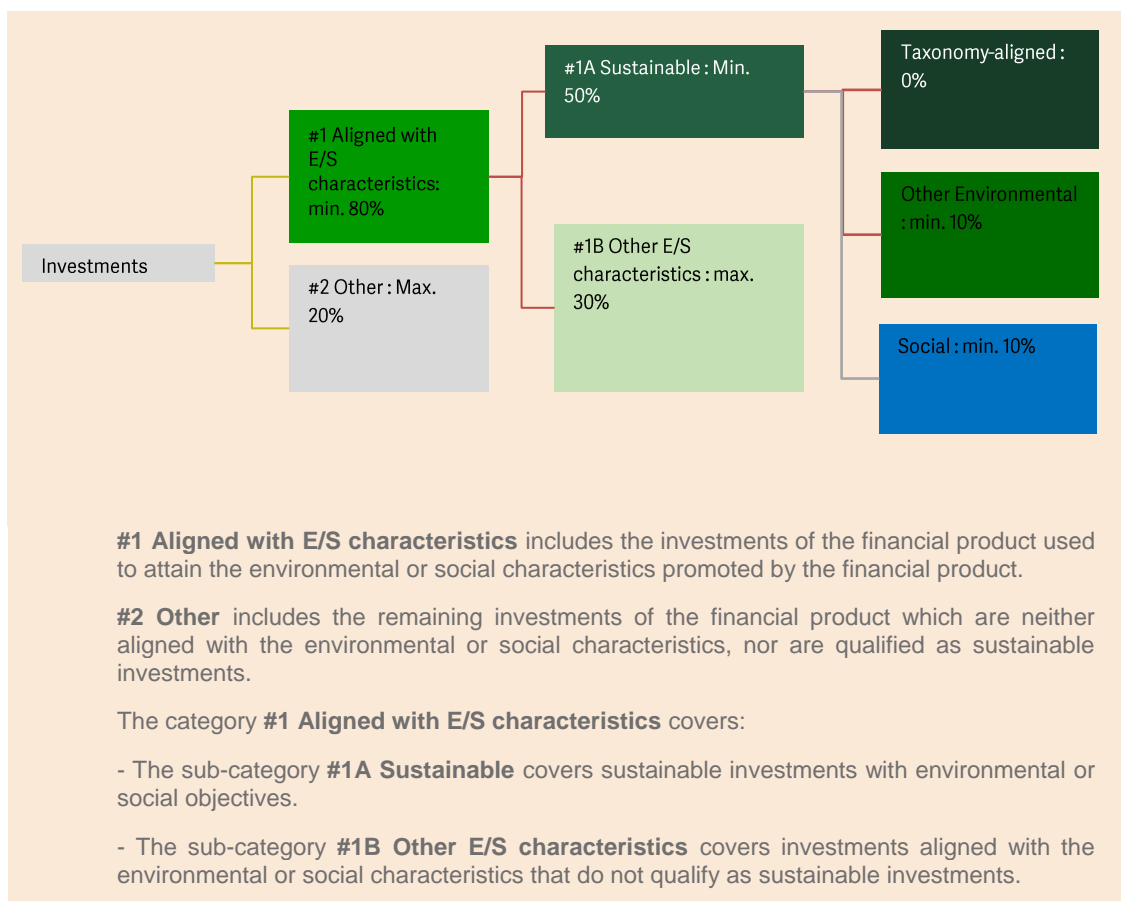 Investments
#1 Aligned with
E/S
characteristics:
min. 80%
#2 Other : Max.
20%
#1A Sustainable : Min.
50%
#1B Other E/S
characteristics : max.
30%
Taxonomy-aligned :
0%
Other Environmental
: min. 10%
Social : min. 10%
#1 Aligned with E/S characteristics includes the investments of the financial product used
to attain the environmental or social characteristics promoted by the financial product.
#2 Other includes the remaining investments of the financial product which are neither
aligned with the environmental or social characteristics, nor are qualified as sustainable
investments.
The category #1 Aligned with E/S characteristics covers:
- The sub-category #1A Sustainable covers sustainable investments with environmental or
social objectives.
- The sub-category #1B Other E/S characteristics covers investments aligned with the
environmental or social characteristics that do not qualify as sustainable investments.